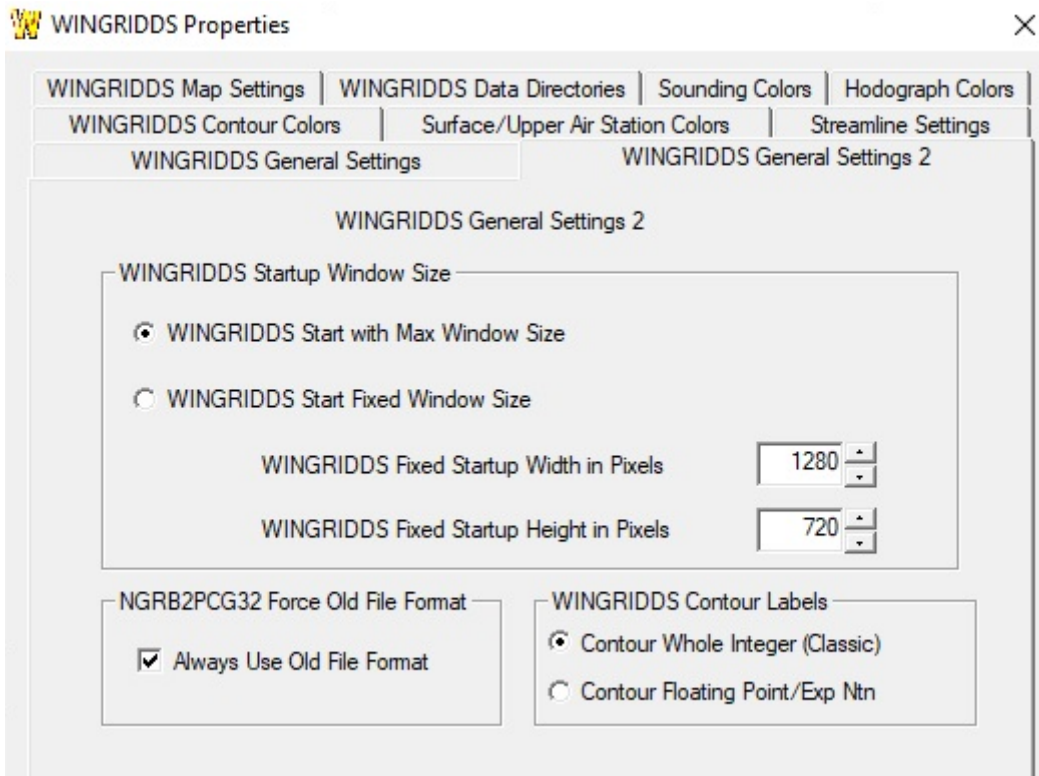 WINGRIDDS Properties
WINGRIDDS Map Settings WINGRIDDS Data Directories Sounding Colors Hodograph Colors
WINGRIDDS Contour Colors Surface/Upper Air Station Colors Streamline Settings
WINGRIDDS General Settings WINGRIDDS General Settings 2
WINGRIDDS General Settings 2
WINGRIDDS Startup Window Size
WINGRIDDS Start with Max Window Size
WINGRIDDS Start Fixed Window Size
WINGRIDDS Fixed Startup Width in Pixels 1280
WINGRIDDS Fixed Startup Height in Pixels 720
NGRB2PCG32 Force Old File Format
Always Use Old File Format
WINGRIDDS Contour Labels
Contour Whole Integer (Classic)
Contour Floating Point/Exp Ntn